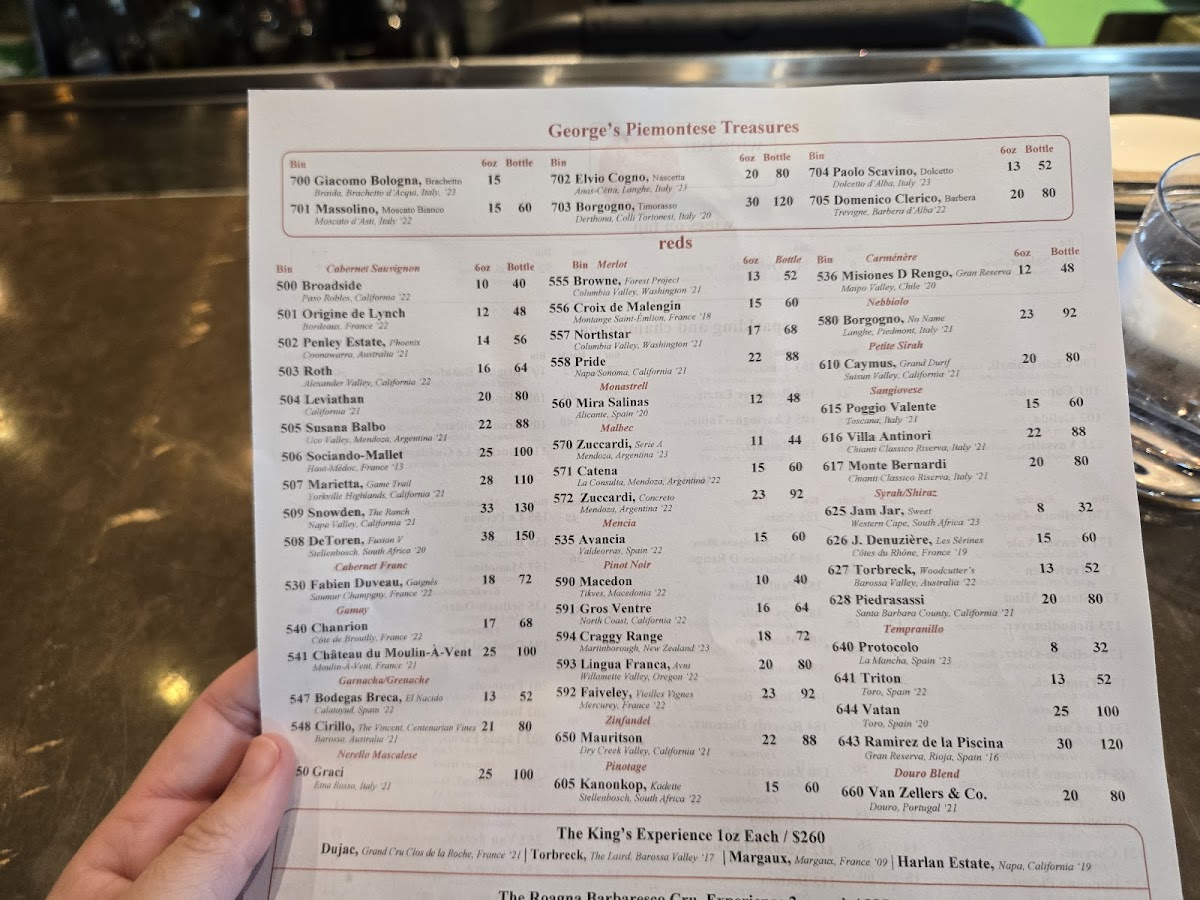 George's Piemontese Treasures
Bin 6oz Bottle
700 Giacomo Bologna, Brachetto 15
Braida, Brachetto d'Acqui, Italy. '23
701 Massolino, Moscato Bianco 15 60
Moscato d'Asti, Italy '22
Bin 6oz Bottle
702 Elvio Cogno, Nascetta 20 80
Anas-Cëna, Langhe, Italy '23
703 Borgogno, Timorasso 30 120
Derthona, Colli Tortonesi, Italy '20
Bin 6oz Bottle
704 Paolo Scavino, Dolcetto 13 52
Dolcetto d'Alba, Italy '23
705 Domenico Clerico, Barbera 20 80
Trevigne, Barbera d'Alba'22
reds
Bin Cabernet Sauvignon 6oz Bottle
500 Broadside 10 40
Paso Robles, California '22
501 Origine de Lynch 12 48
Bordeaux, France '22
502 Penley Estate, Phoenix 14 56
Coonawarra, Australia '21
503 Roth 16 64
Alexander Valley, California '22
504 Leviathan 20 80
California '21
505 Susana Balbo 22 88
Uco Valley, Mendoza, Argentina '21
506 Sociando-Mallet 25 100
Haut-Médoc, France '13
507 Marietta, Game Trail 28 110
Yorkville Highlands, California '21
509 Snowden, The Ranch 33 130
Napa Valley, California '21
508 DeToren, Fusion V 38 150
Stellenbosch, South Africa '20
Cabernet Franc
530 Fabien Duveau, Gaignés 18 72
Saumur Champgny, France '22
Gamay
540 Chanrion 17 68
Côte de Brouilly, France '22
541 Château du Moulin-À-Vent 25 100
Moulin-À-Vent, France '21
Garnacha/Grenache
547 Bodegas Breca, El Nacido 13 52
Calatayud, Spain '22
548 Cirillo, The Vincent, Centenarian Vines 21 80
Barossa, Australia '21
Nerello Mascalese
50 Graci 25 100
Etna Rosso, Italy '21
Bin Merlot 6oz Bottle
555 Browne, Forest Project 13 52
Columbia Valley, Washington '21
556 Croix de Malengin 15 60
Montange Saint-Émlion, France '18
557 Northstar 17 68
Columbia Valley, Washington '21
558 Pride 22 88
Napa/Sonoma, California '21
Monastrell
560 Mira Salinas 12 48
Alicante, Spain '20
Malbec
570 Zuccardi, Serie A 11 44
Mendoza, Argentina '23
571 Catena 15 60
La Consulta, Mendoza, Argentina '22
572 Zuccardi, Concreto 23 92
Mendoza, Argentina '22
Mencia
535 Avancia 15 60
Valdeorras, Spain '22
Pinot Noir
590 Macedon 10 40
Tikves, Macedonia '22
591 Gros Ventre 16 64
North Coast, California '22
594 Craggy Range 18 72
Martinborough, New Zealand '23
593 Lingua Franca, Avni 20 80
Willamette Valley, Oregon '22
592 Faiveley, Vieilles Vignes 23 92
Mercurey, France '22
Zinfandel
650 Mauritson 22 88
Dry Creek Valley, California '21
Pinotage
605 Kanonkop, Kadette 15 60
Stellenbosch, South Africa '22
Bin Carménère 6oz Bottle
536 Misiones D Rengo, Gran Reserva 12 48
Maipo Valley, Chile '20
Nebbiolo
580 Borgogno, No Name 23 92
Langhe, Piedmont, Italy '21
Petite Sirah
610 Caymus, Grand Durif 20 80
Suisun Valley, California '21
Sangiovese
615 Poggio Valente 15 60
Toscana, Italy '21
616 Villa Antinori 22 88
Chianti Classico Riserva, Italy '21
617 Monte Bernardi 20 80
Chianti Classico Riserva, Italy '21
Syrah/Shiraz
625 Jam Jar, Sweet 8 32
Western Cape, South Africa '23
626 J. Denuzière, Les Sérines 15 60
Côtes du Rhône, France '19
627 Torbreck, Woodcutter's 13 52
Barossa Valley, Australia '22
628 Piedrasassi 20 80
Santa Barbara County, California '21
Tempranillo
640 Protocolo 8 32
La Mancha, Spain '23
641 Triton 13 52
Toro, Spain '22
644 Vatan 25 100
Toro, Spain '20
643 Ramirez de la Piscina 30 120
Gran Reserva, Rioja, Spain '16
Douro Blend
660 Van Zellers & Co. 20 80
Douro, Portugal '21
The King's Experience 1oz Each / $260
Dujac, Grand Cru Clos de la Roche, France '21 | Torbreck, The Laird, Barossa Valley '17 | Margaux, Margaux, France '09 | Harlan Estate, Napa, California '19
The Roagna Barbaresco Cru Experience